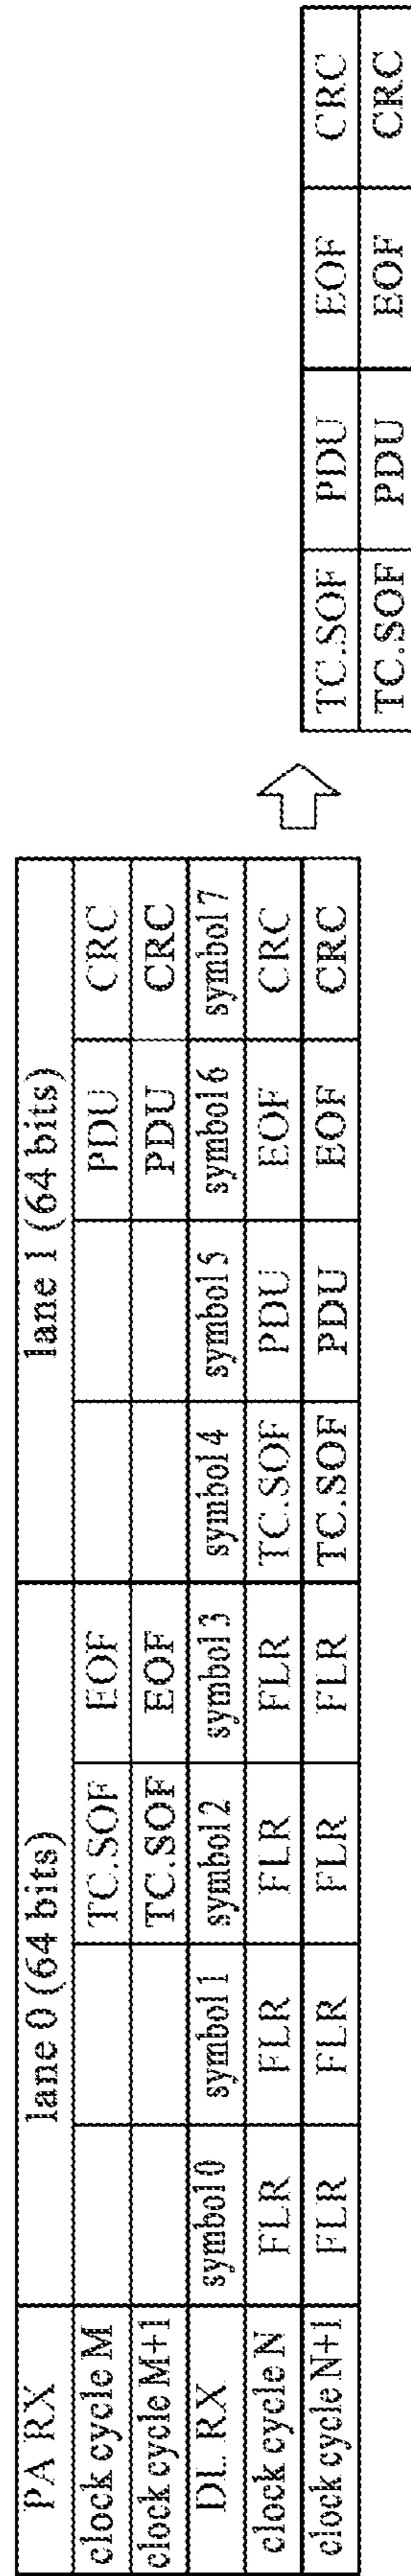 PA RX lane 0 (64 bits) lane 1 (64 bits)
clock cycle M TC.SOF EOF PDU CRC
clock cycle M+1 TC.SOF EOF PDU CRC
DL RX symbol 0 symbol 1 symbol 2 symbol 3 symbol 4 symbol 5 symbol 6 symbol 7
clock cycle N FLR FLR FLR FLR TC.SOF PDU EOF CRC
clock cycle N+1 FLR FLR FLR FLR TC.SOF PDU EOF CRC
TC.SOF PDU EOF CRC
TC.SOF PDU EOF CRC